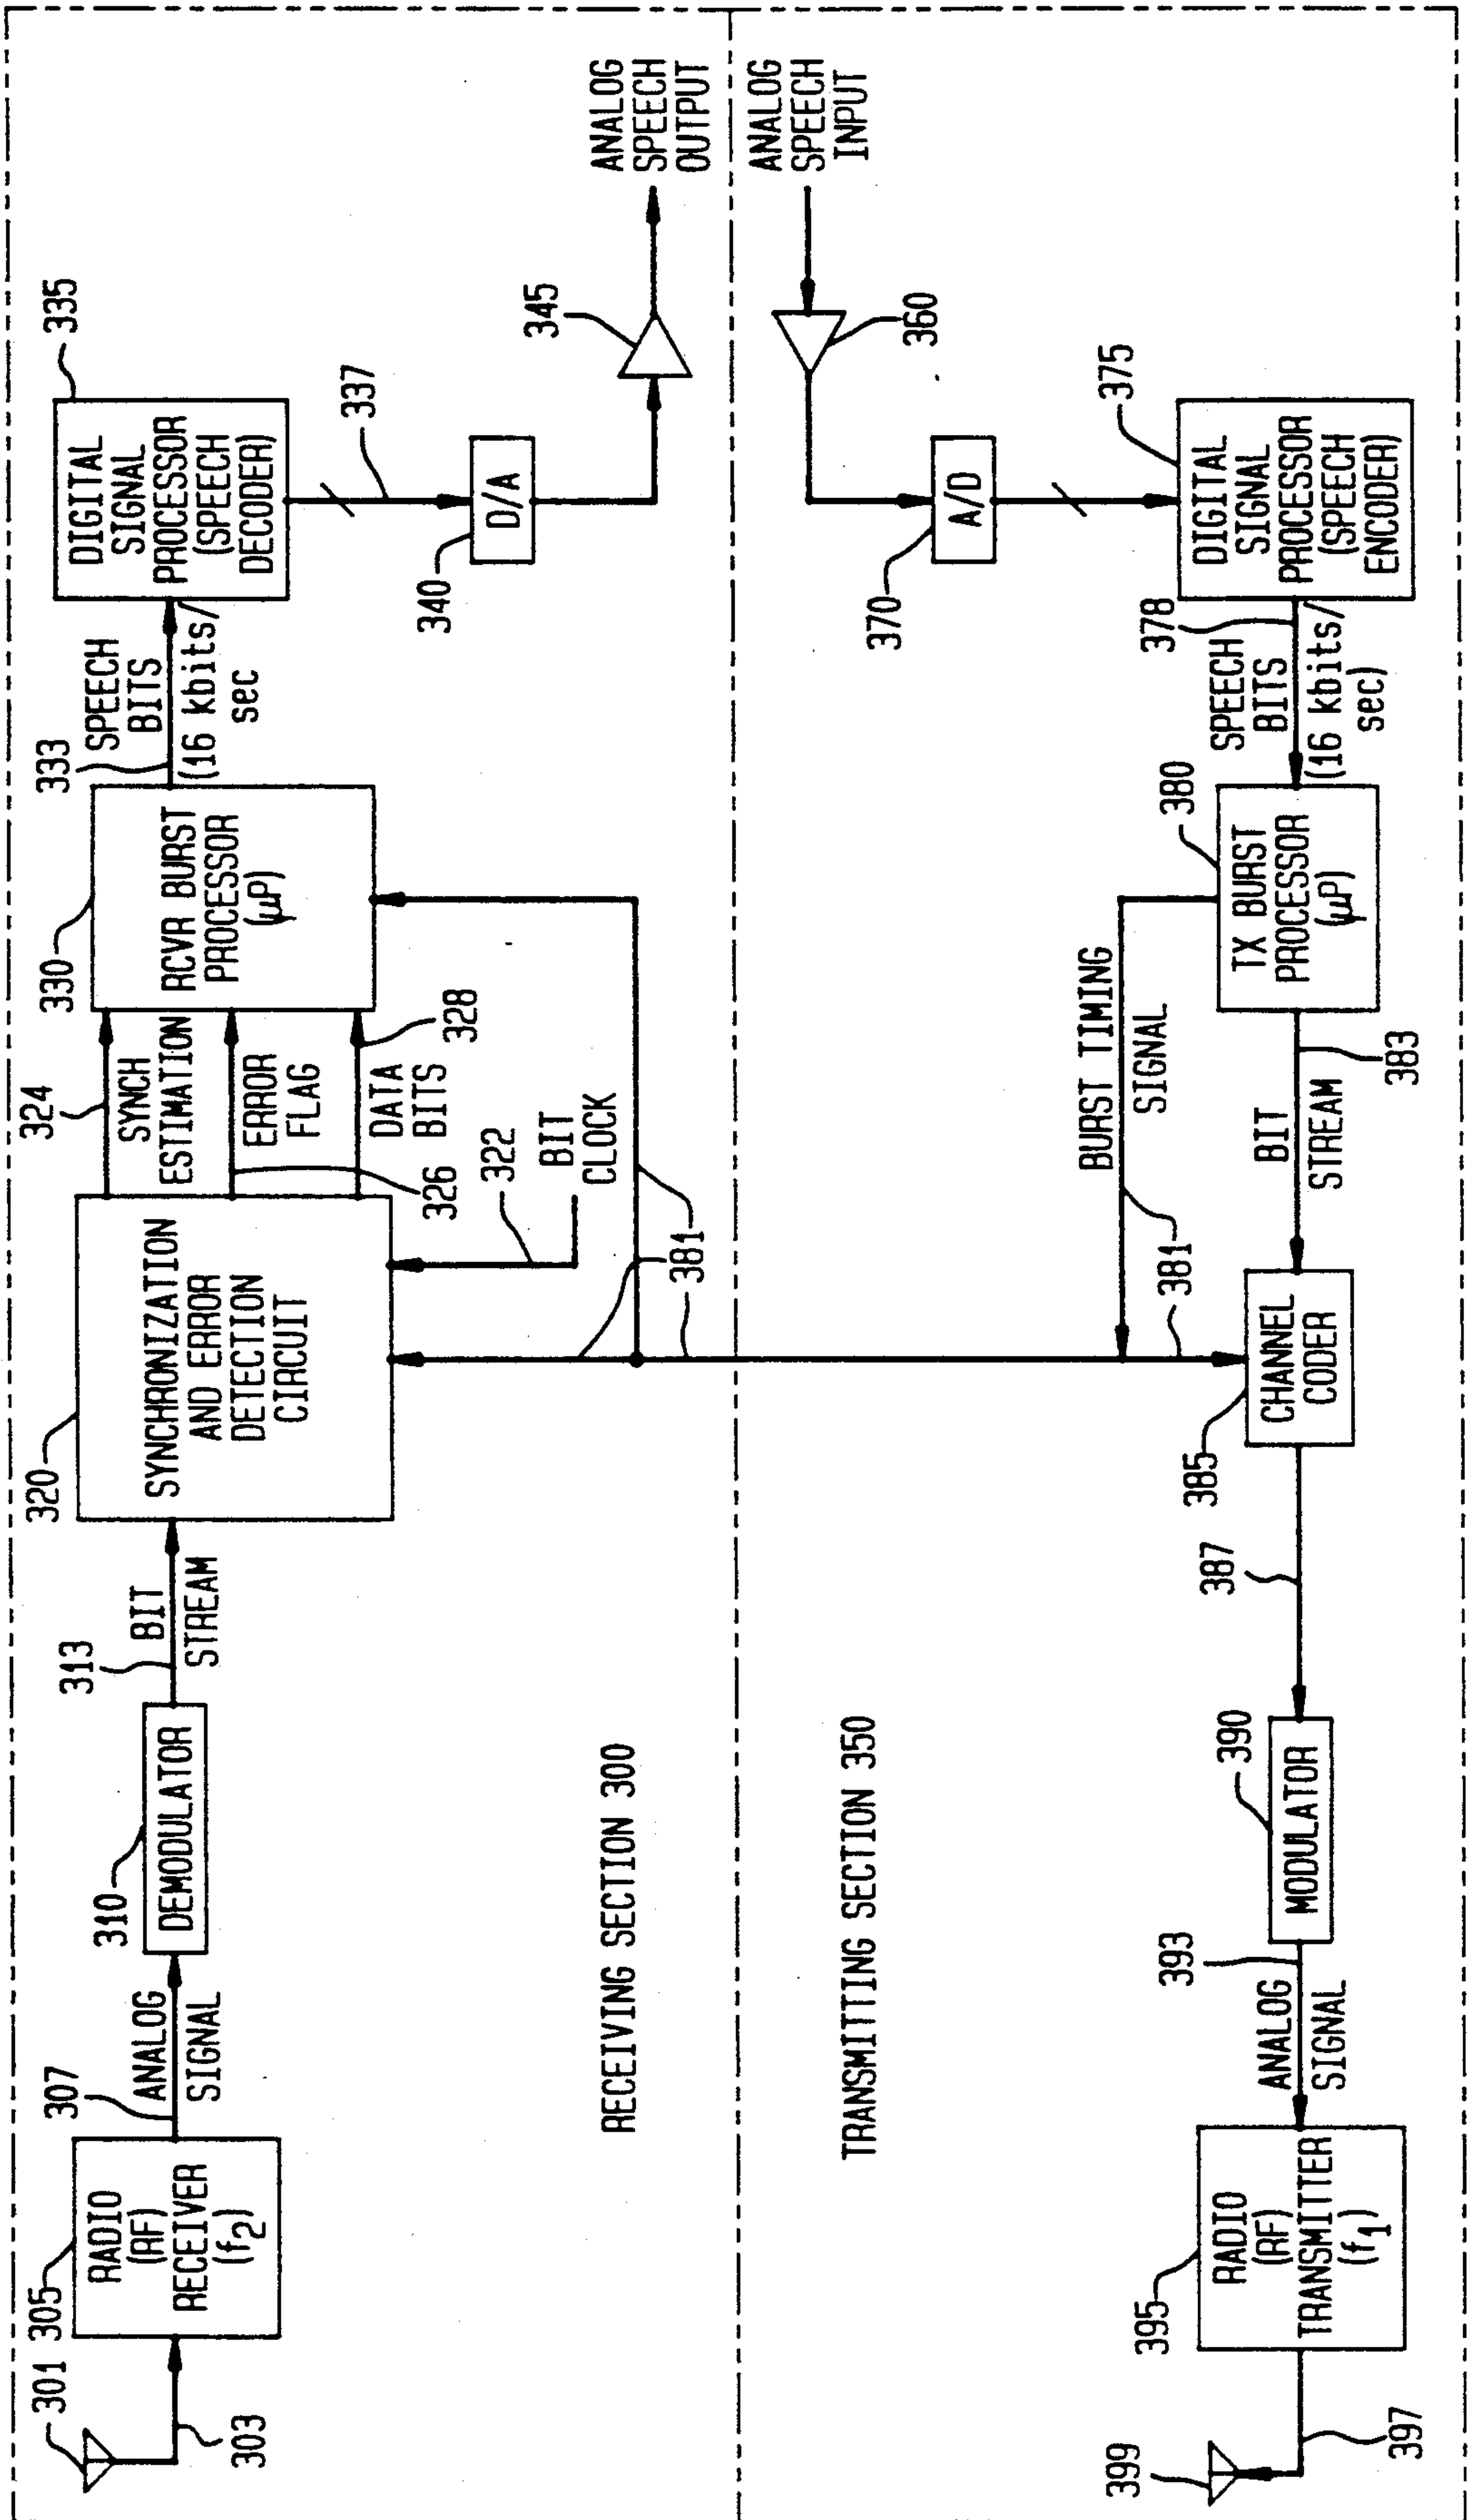 301
303
305
RADIO
(RF)
RECEIVER
(f2)
307
ANALOG
SIGNAL
310
DEMODULATOR
313
BIT
STREAM
320
SYNCHRONIZATION
AND ERROR
DETECTION
CIRCUIT
324
SYNCH
ESTIMATION
ERROR
FLAG
326
DATA
BITS
328
322
BIT
CLOCK
381
330
RCVR BURST
PROCESSOR
(μP)
333
SPEECH
BITS
(16 kbits/
sec
335
DIGITAL
SIGNAL
PROCESSOR
(SPEECH
DECODER)
337
340
D/A
345
ANALOG
SPEECH
OUTPUT
RECEIVING SECTION 300
TRANSMITTING SECTION 350
ANALOG
SPEECH
INPUT
360
370
A/D
375
DIGITAL
SIGNAL
PROCESSOR
(SPEECH
ENCODER)
378
SPEECH
BITS
(16 kbits/
sec)
380
TX BURST
PROCESSOR
(μP)
BURST TIMING
SIGNAL
381
383
BIT
STREAM
385
CHANNEL
CODER
387
390
MODULATOR
393
ANALOG
SIGNAL
395
RADIO
(RF)
TRANSMITTER
(f1)
397
399